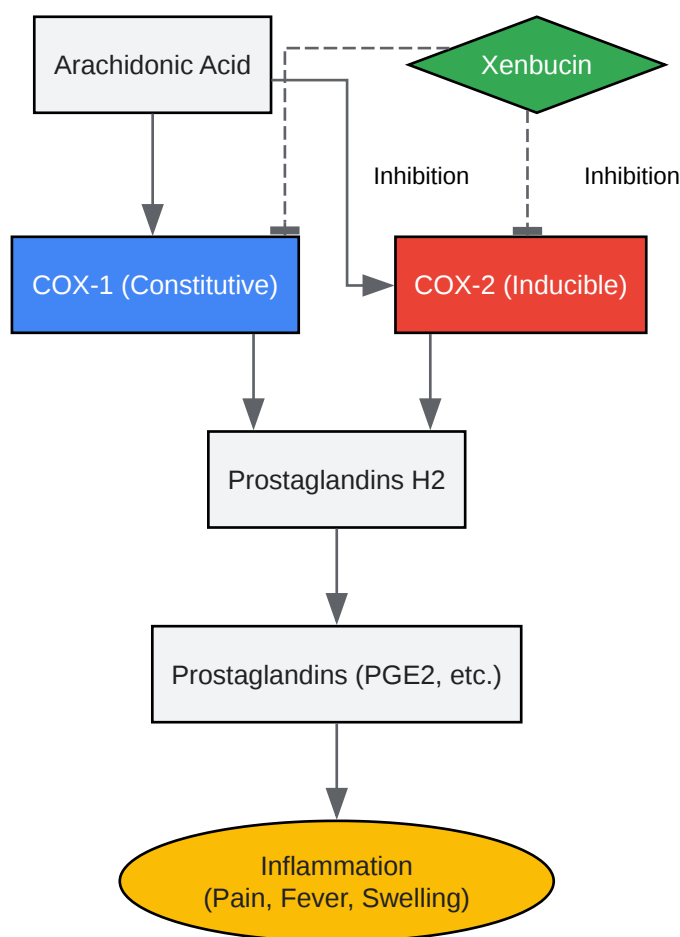 Arachidonic Acid
Xenbucin
Inhibition
Inhibition
COX-1 (Constitutive)
COX-2 (Inducible)
Prostaglandins H2
Prostaglandins (PGE2, etc.)
Inflammation
(Pain, Fever, Swelling)